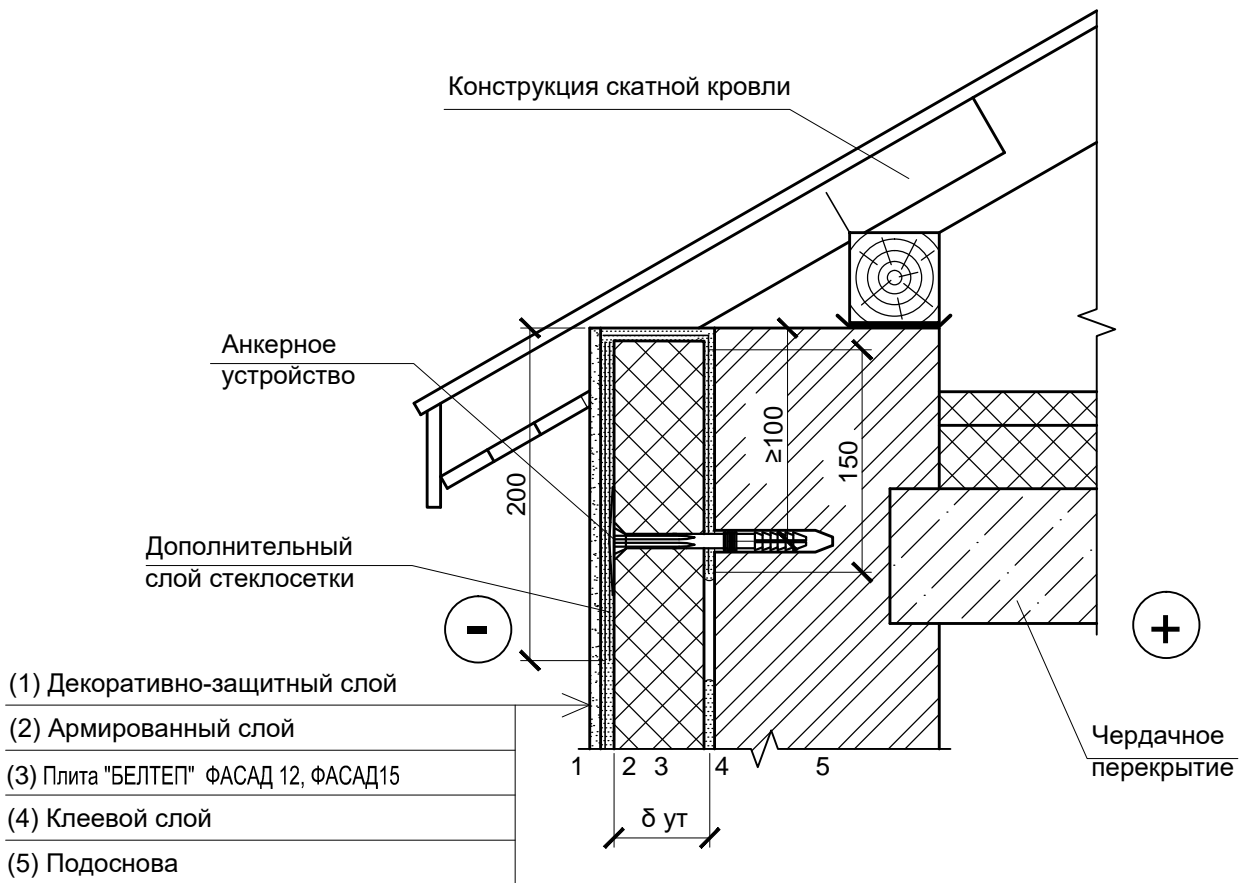 Конструкция скатной кровли
Анкерное
устройство
≥100
150
200
Дополнительный
слой стеклосетки
-
+
(1) Декоративно-защитный слой
(2) Армированный слой
(3) Плита "БЕЛТЕП" ФАСАД 12, ФАСАД15
(4) Клеевой слой
(5) Подоснова
1 2 3 4 5
δ ут
Чердачное
перекрытие